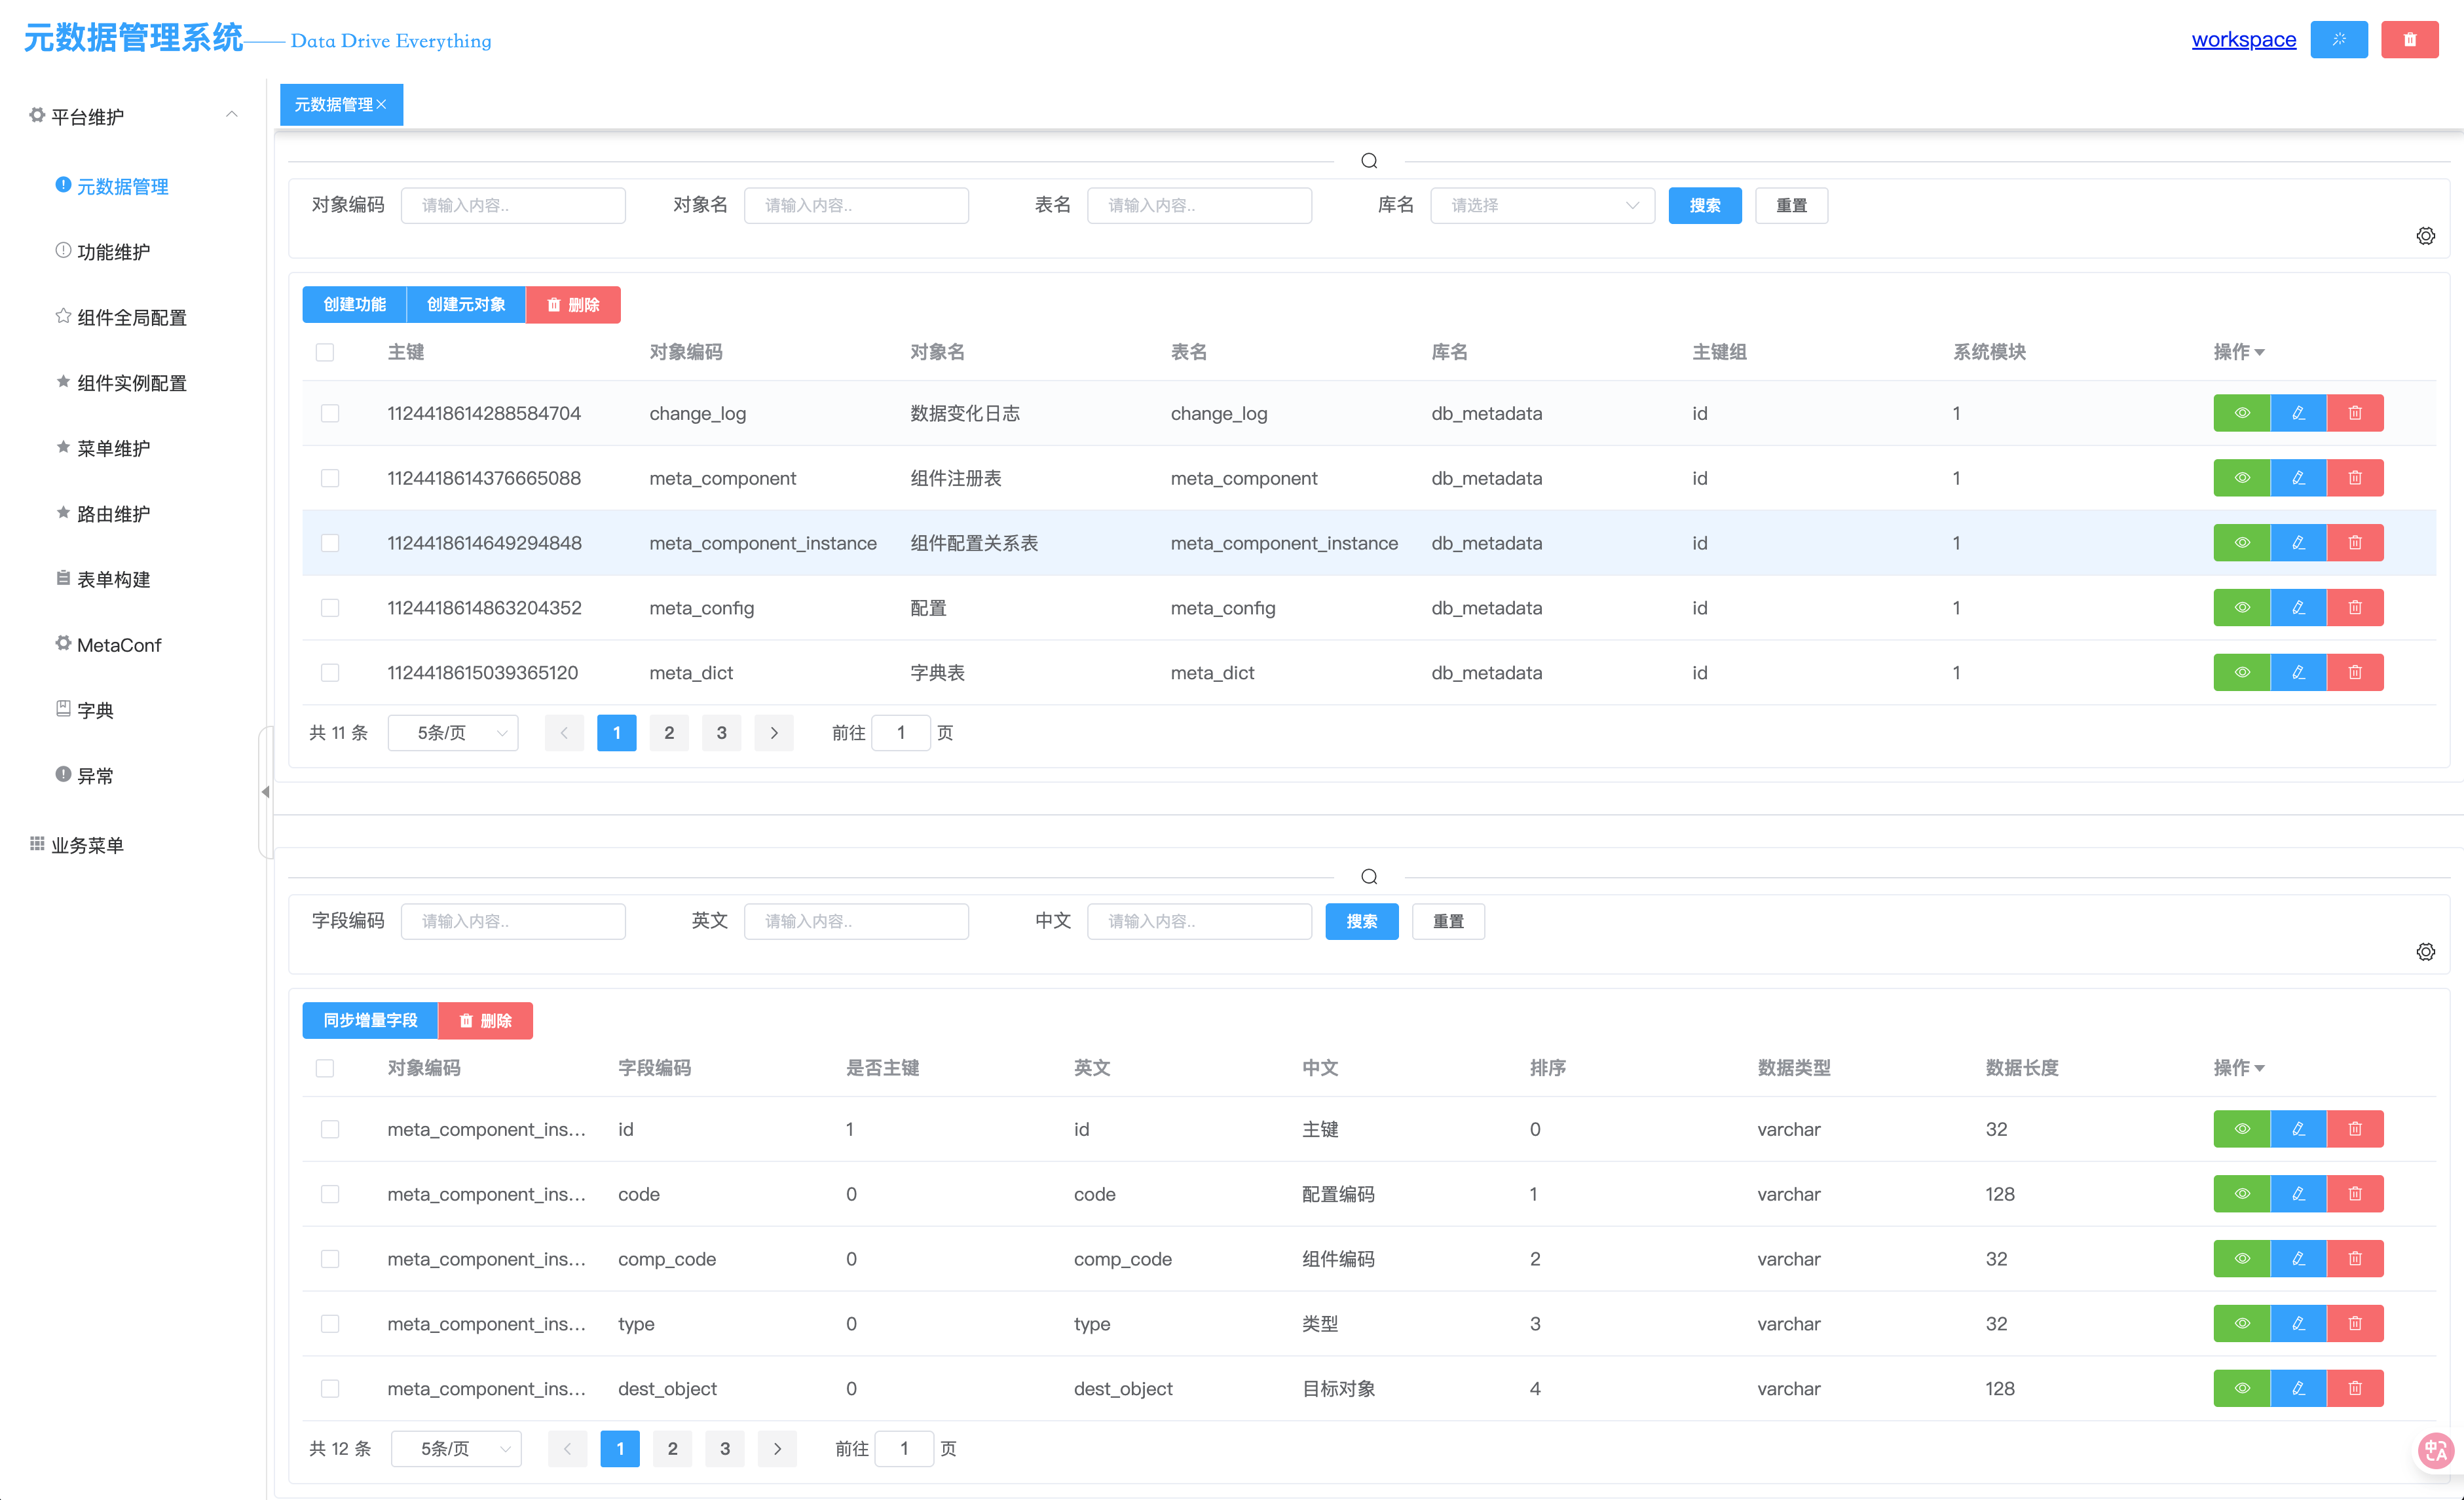 元数据管理系统—— Data Drive Everything
workspace
平台维护
元数据管理
功能维护
组件全局配置
组件实例配置
菜单维护
路由维护
表单构建
MetaConf
字典
异常
业务菜单
元数据管理
对象编码 请输入内容.. 对象名 请输入内容.. 表名 请输入内容.. 库名 请选择 搜索 重置
创建功能 创建元对象 删除
主键 对象编码 对象名 表名 库名 主键组 系统模块 操作
1124418614288584704 change_log 数据变化日志 change_log db_metadata id 1
1124418614376665088 meta_component 组件注册表 meta_component db_metadata id 1
1124418614649294848 meta_component_instance 组件配置关系表 meta_component_instance db_metadata id 1
1124418614863204352 meta_config 配置 meta_config db_metadata id 1
1124418615039365120 meta_dict 字典表 meta_dict db_metadata id 1
共 11 条 5条/页 1 2 3 前往 1 页
字段编码 请输入内容.. 英文 请输入内容.. 中文 请输入内容.. 搜索 重置
同步增量字段 删除
对象编码 字段编码 是否主键 英文 中文 排序 数据类型 数据长度 操作
meta_component_ins... id 1 id 主键 0 varchar 32
meta_component_ins... code 0 code 配置编码 1 varchar 128
meta_component_ins... comp_code 0 comp_code 组件编码 2 varchar 32
meta_component_ins... type 0 type 类型 3 varchar 32
meta_component_ins... dest_object 0 dest_object 目标对象 4 varchar 128
共 12 条 5条/页 1 2 3 前往 1 页
中A